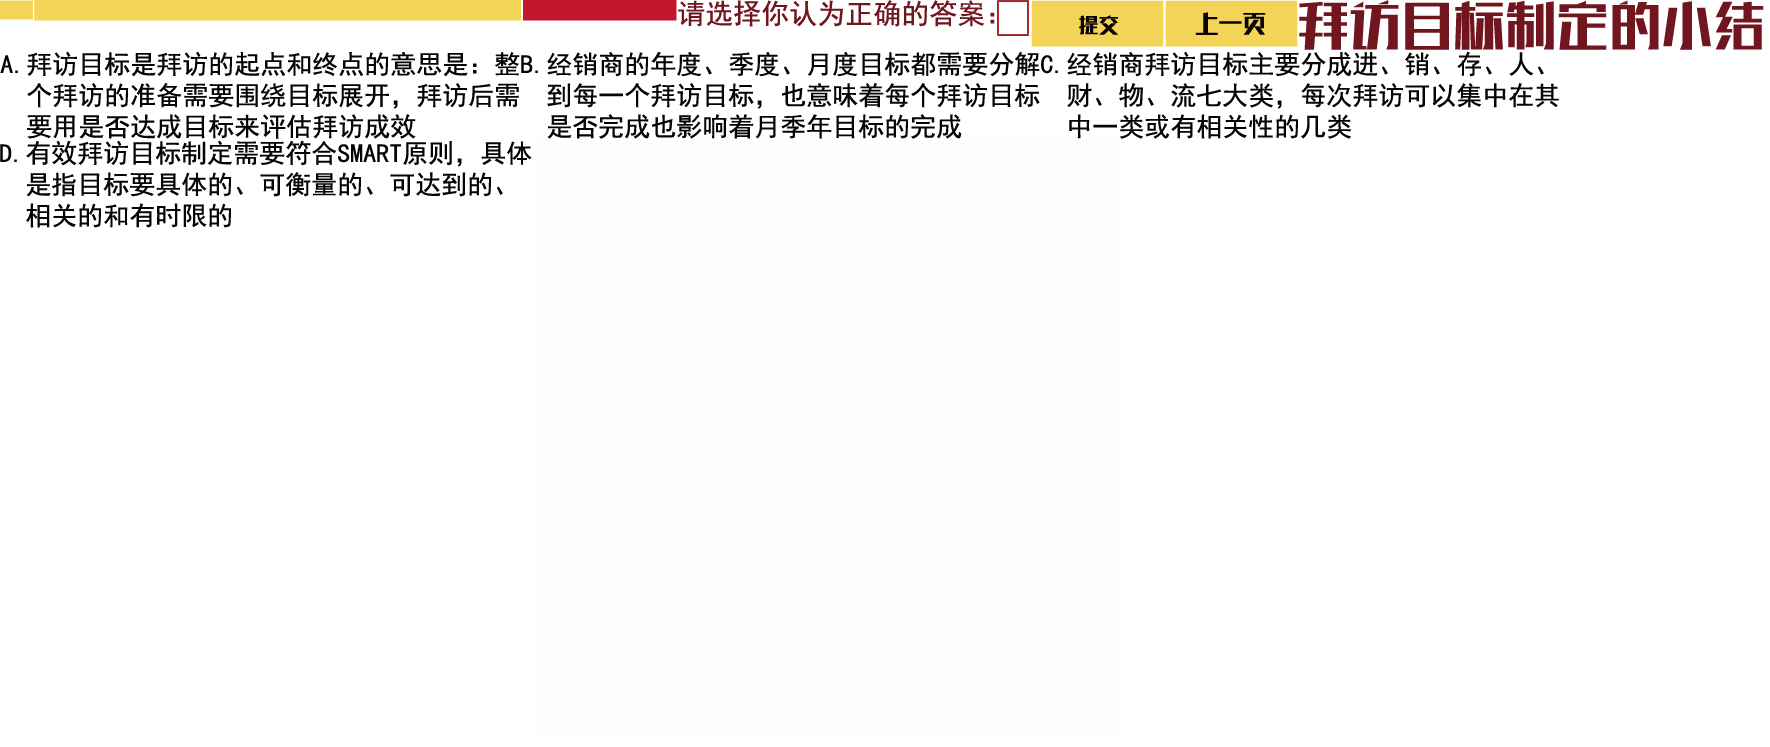 请选择你认为正确的答案：
提交
上一页
拜访目标制定的小结
A. 拜访目标是拜访的起点和终点的意思是：整
个拜访的准备需要围绕目标展开，拜访后需
要用是否达成目标来评估拜访成效
B. 经销商的年度、季度、月度目标都需要分解
到每一个拜访目标，也意味着每个拜访目标
是否完成也影响着月季年目标的完成
C. 经销商拜访目标主要分成进、销、存、人、
财、物、流七大类，每次拜访可以集中在其
中一类或有相关性的几类
D. 有效拜访目标制定需要符合SMART原则，具体
是指目标要具体的、可衡量的、可达到的、
相关的和有时限的